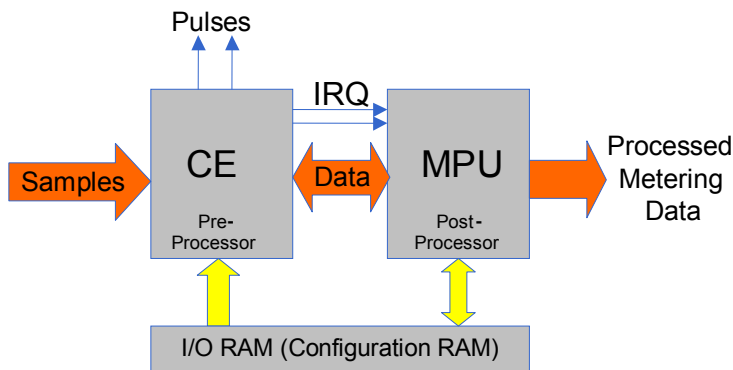 Pulses
IRQ
CE
MPU
Samples
Data
Processed
Metering
Data
Pre-
Processor
Post-
Processor
I/O RAM (Configuration RAM)